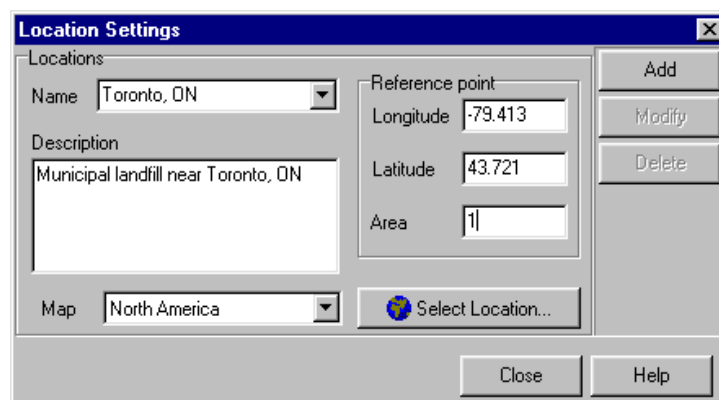 Location Settings
Locations
Name Toronto, ON
Description
Municipal landfill near Toronto, ON
Map North America
Reference point
Longitude -79.413
Latitude 43.721
Area 1
Select Location...
Add
Modify
Delete
Close
Help